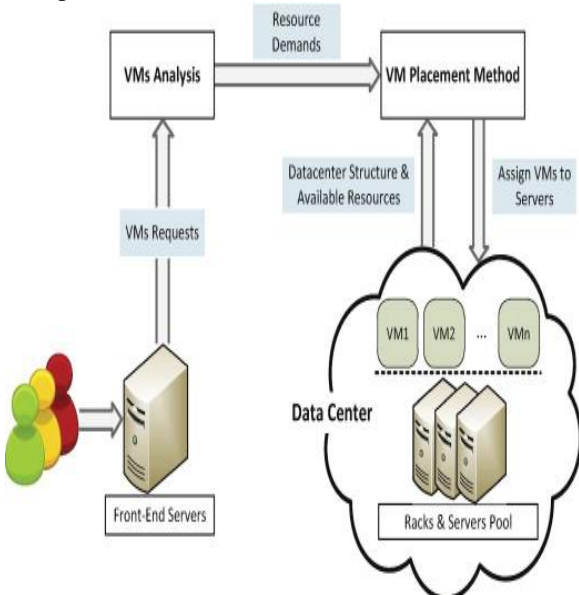 Resource
Demands
VMs Analysis
VM Placement Method
Datacenter Structure &
Available Resources
Assign VMs to
Servers
VMs Requests
VM1
VM2
...
VMn
Data Center
Front-End Servers
Racks & Servers Pool